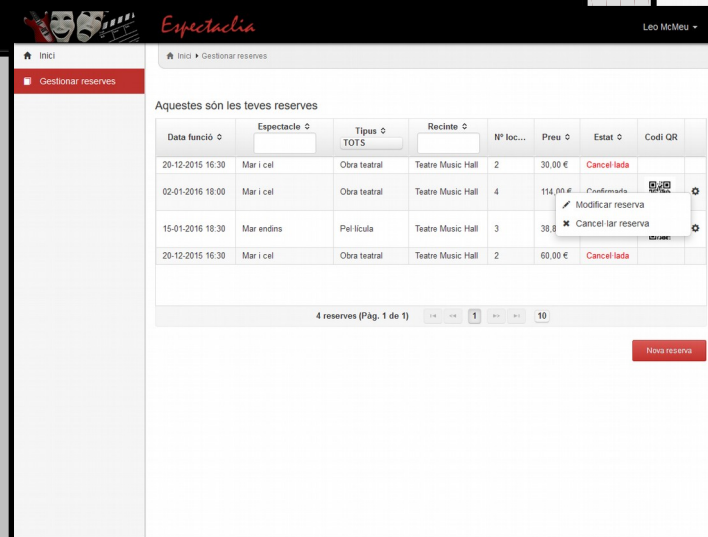 Espectaclia
Leo McMeu
Inici
Inici Gestionar reserves
Gestionar reserves
Aquestes són les teves reserves
Data funció Espectacle Tipus Recinte Nº loc... Preu Estat Codi QR
TOTS
20-12-2015 16:30 Mar i cel Obra teatral Teatre Music Hall 2 30,00 € Cancel·lada
02-01-2016 18:00 Mar i cel Obra teatral Teatre Music Hall 4 114,00 € Confirmada
Modificar reserva
Cancel·lar reserva
15-01-2016 18:30 Mar endins Pel·lícula Teatre Music Hall 3 38,8
20-12-2015 16:30 Mar i cel Obra teatral Teatre Music Hall 2 60,00 € Cancel·lada
4 reserves (Pàg. 1 de 1) 1 10
Nova reserva